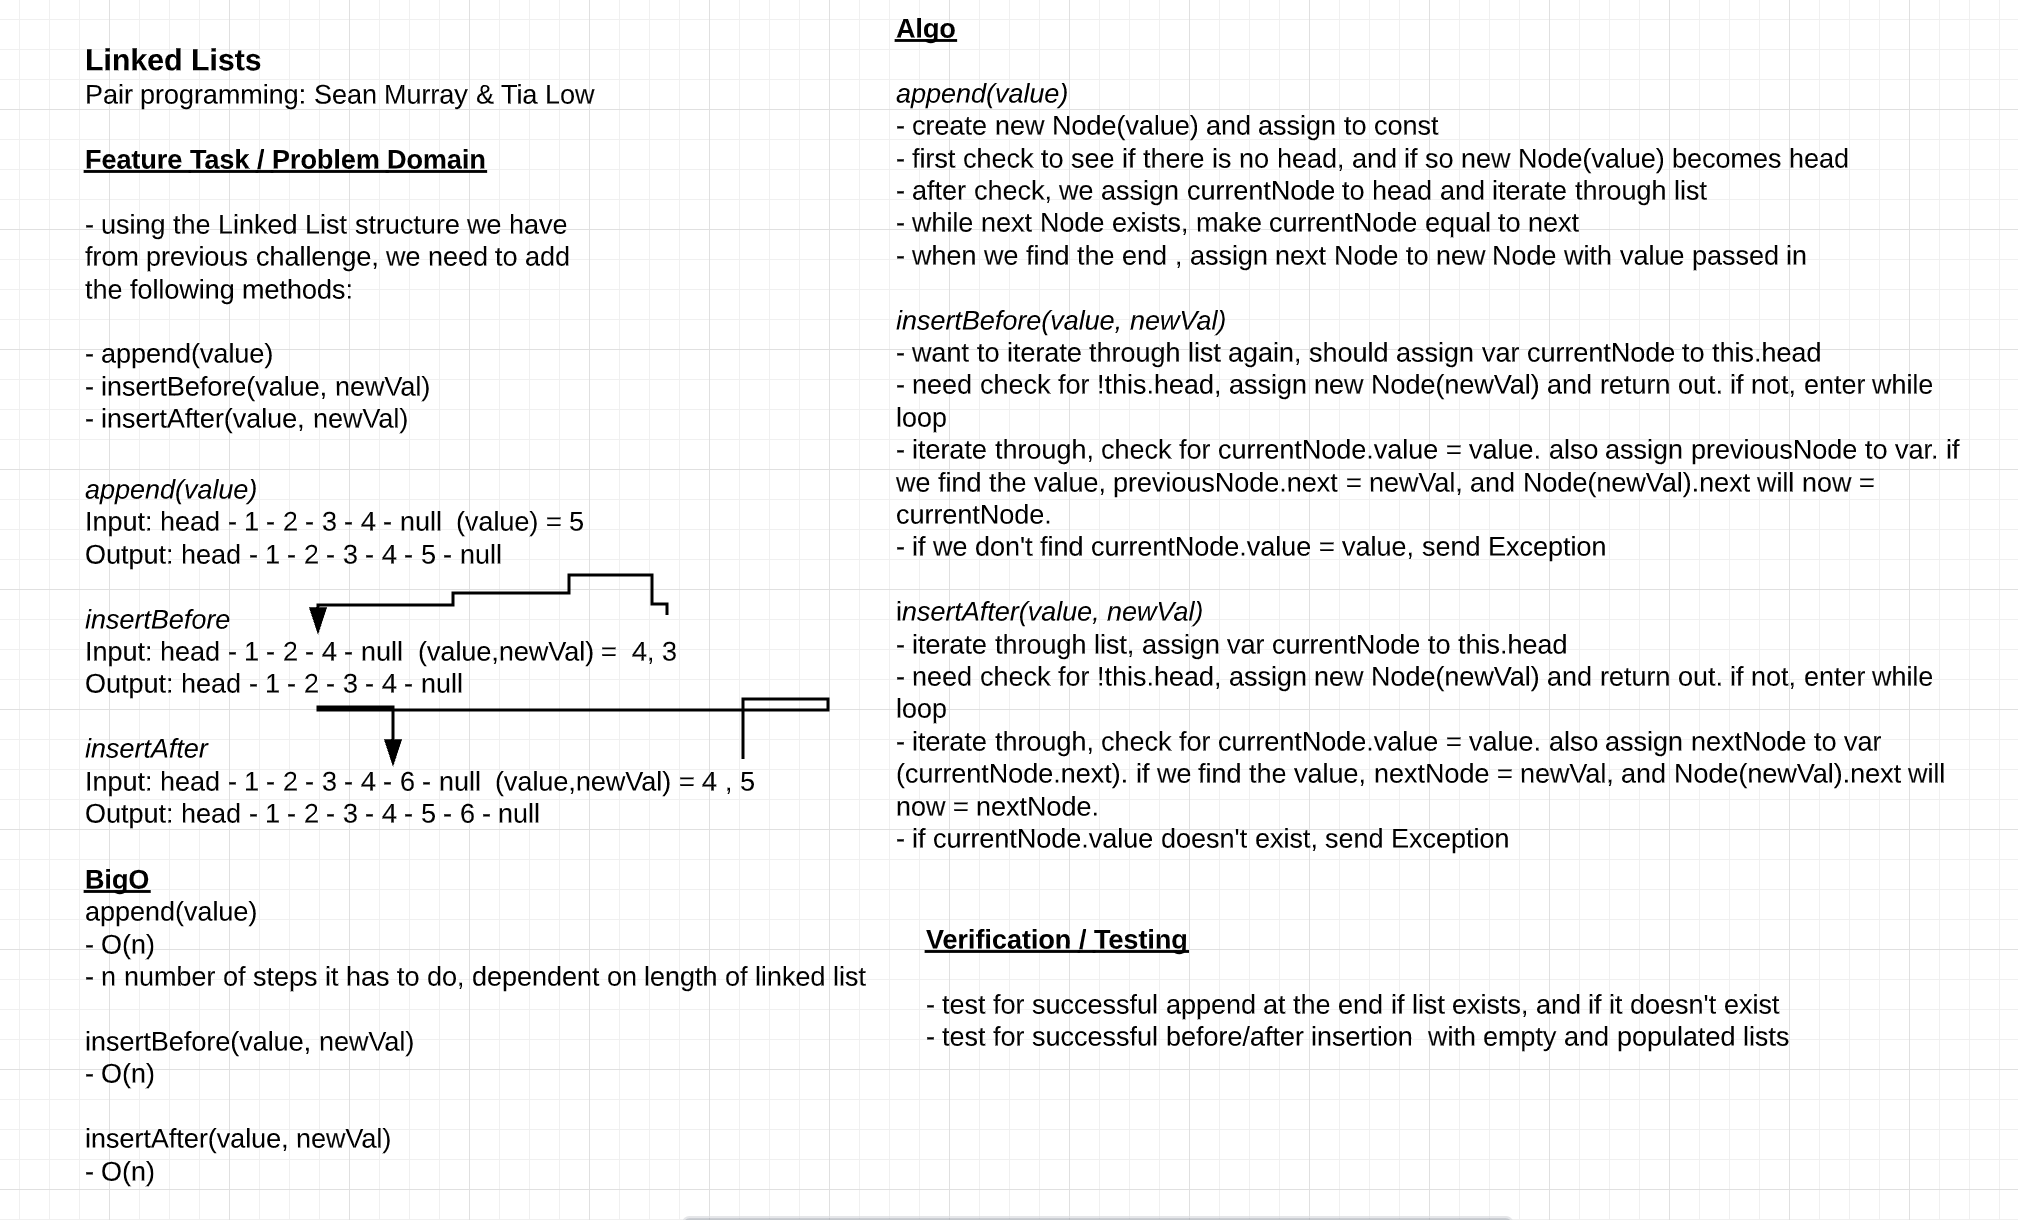 Linked Lists
Pair programming: Sean Murray & Tia Low
Feature Task / Problem Domain
- using the Linked List structure we have
from previous challenge, we need to add
the following methods:
- append(value)
- insertBefore(value, newVal)
- insertAfter(value, newVal)
append(value)
Input: head - 1 - 2 - 3 - 4 - null  (value) = 5
Output: head - 1 - 2 - 3 - 4 - 5 - null
insertBefore
Input: head - 1 - 2 - 4 - null  (value,newVal) =  4, 3
Output: head - 1 - 2 - 3 - 4 - null
insertAfter
Input: head - 1 - 2 - 3 - 4 - 6 - null  (value,newVal) = 4 , 5
Output: head - 1 - 2 - 3 - 4 - 5 - 6 - null
BigO
append(value)
- O(n)
- n number of steps it has to do, dependent on length of linked list
insertBefore(value, newVal)
- O(n)
insertAfter(value, newVal)
- O(n)
Algo
append(value)
- create new Node(value) and assign to const
- first check to see if there is no head, and if so new Node(value) becomes head
- after check, we assign currentNode to head and iterate through list
- while next Node exists, make currentNode equal to next
- when we find the end , assign next Node to new Node with value passed in
insertBefore(value, newVal)
- want to iterate through list again, should assign var currentNode to this.head
- need check for !this.head, assign new Node(newVal) and return out. if not, enter while
loop
- iterate through, check for currentNode.value = value. also assign previousNode to var. if
we find the value, previousNode.next = newVal, and Node(newVal).next will now =
currentNode.
- if we don't find currentNode.value = value, send Exception
insertAfter(value, newVal)
- iterate through list, assign var currentNode to this.head
- need check for !this.head, assign new Node(newVal) and return out. if not, enter while
loop
- iterate through, check for currentNode.value = value. also assign nextNode to var
(currentNode.next). if we find the value, nextNode = newVal, and Node(newVal).next will
now = nextNode.
- if currentNode.value doesn't exist, send Exception
Verification / Testing
- test for successful append at the end if list exists, and if it doesn't exist
- test for successful before/after insertion  with empty and populated lists